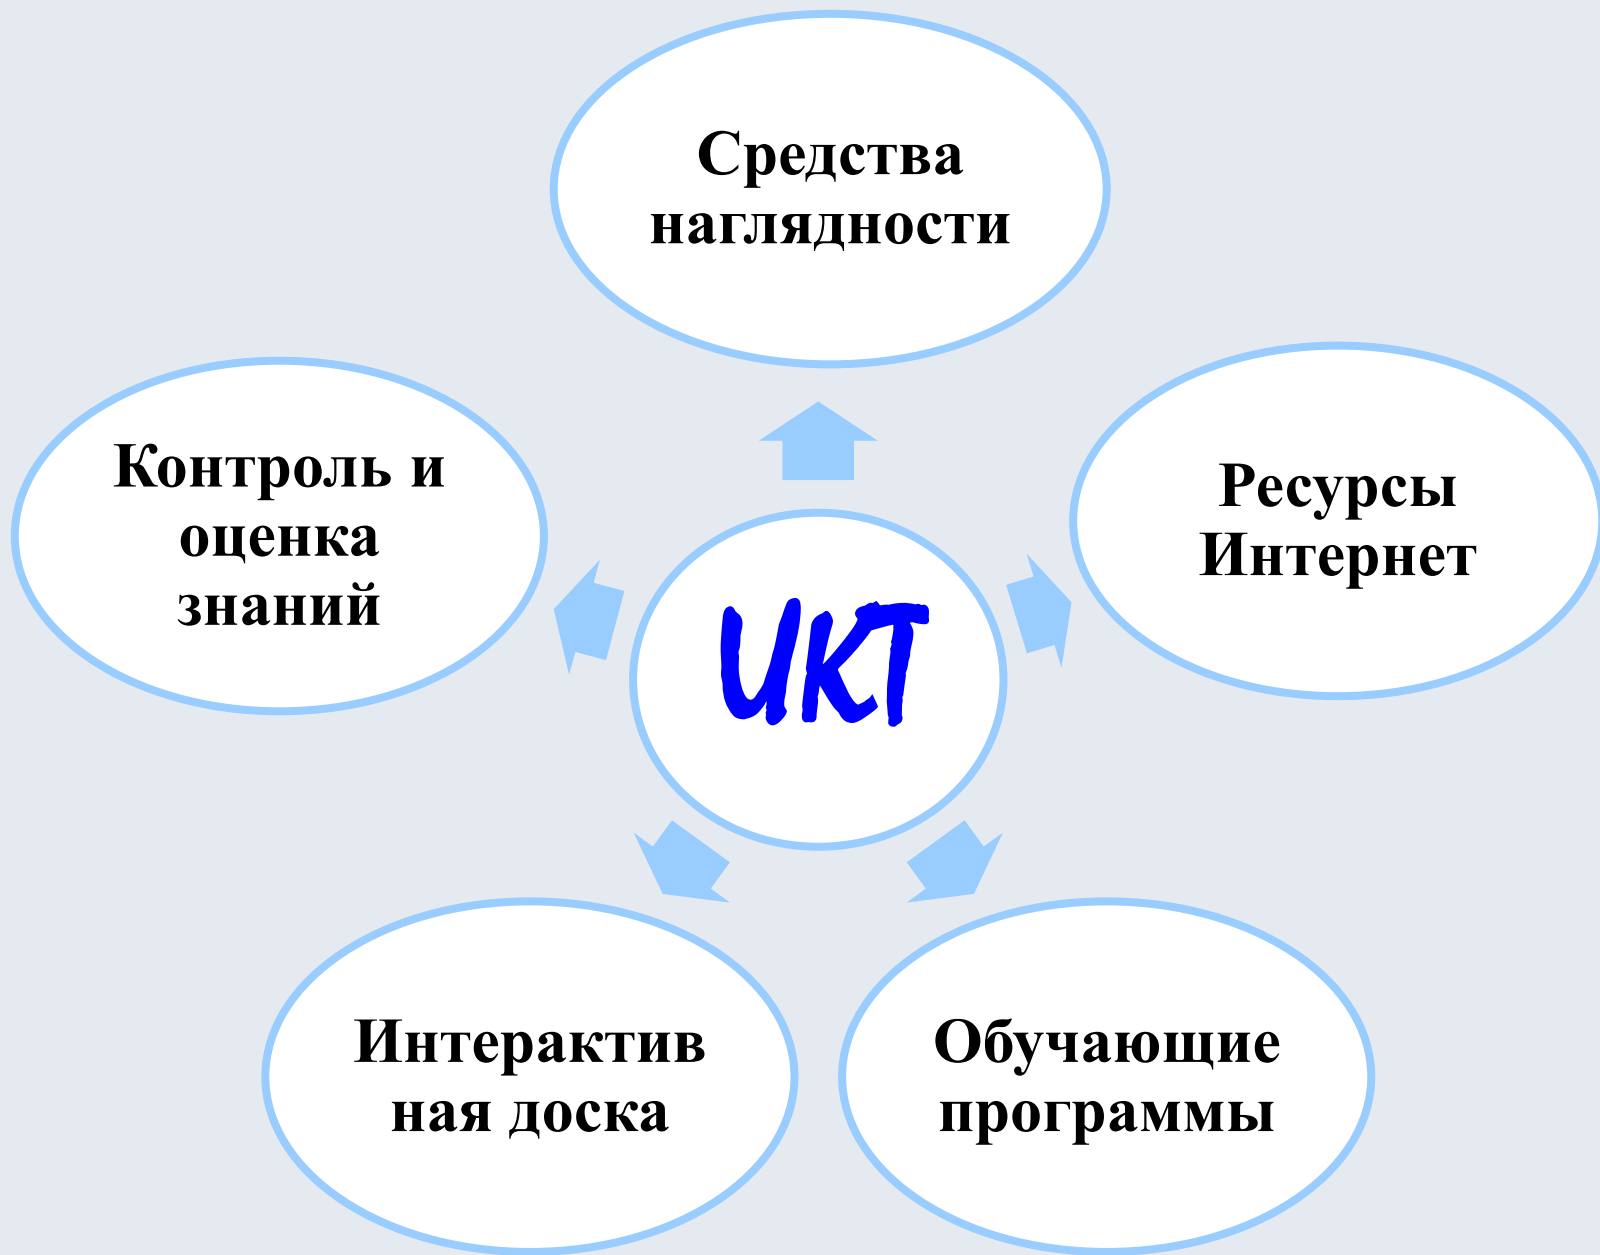 Средства
наглядности
Контроль и
оценка
знаний
Ресурсы
Интернет
ИКТ
Интерактив
ная доска
Обучающие
программы